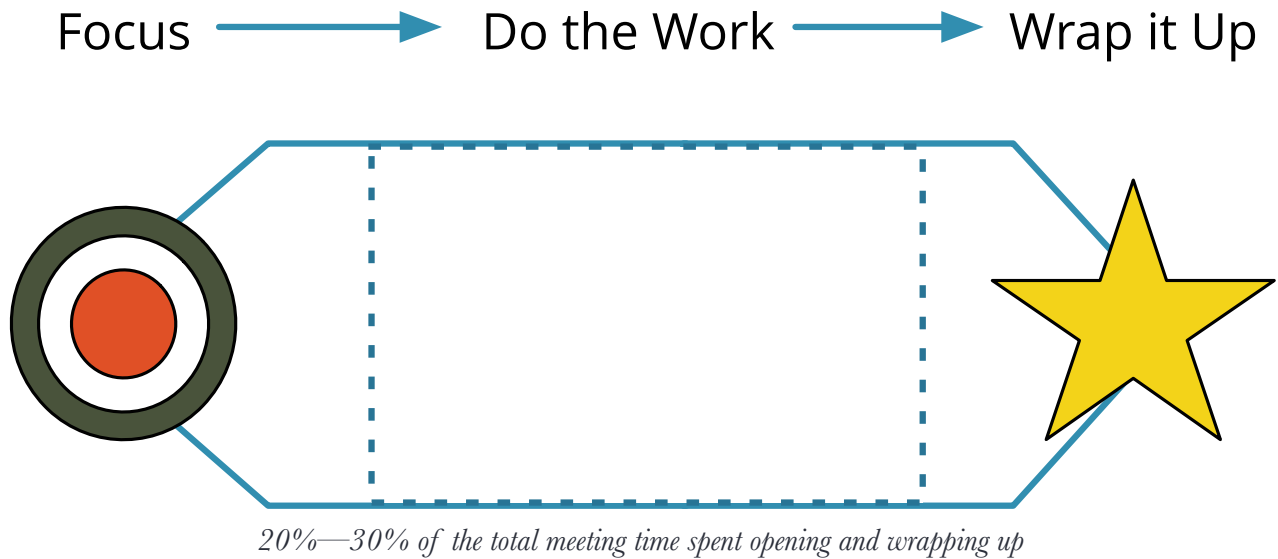 Focus Do the Work Wrap it Up
20%—30% of the total meeting time spent opening and wrapping up